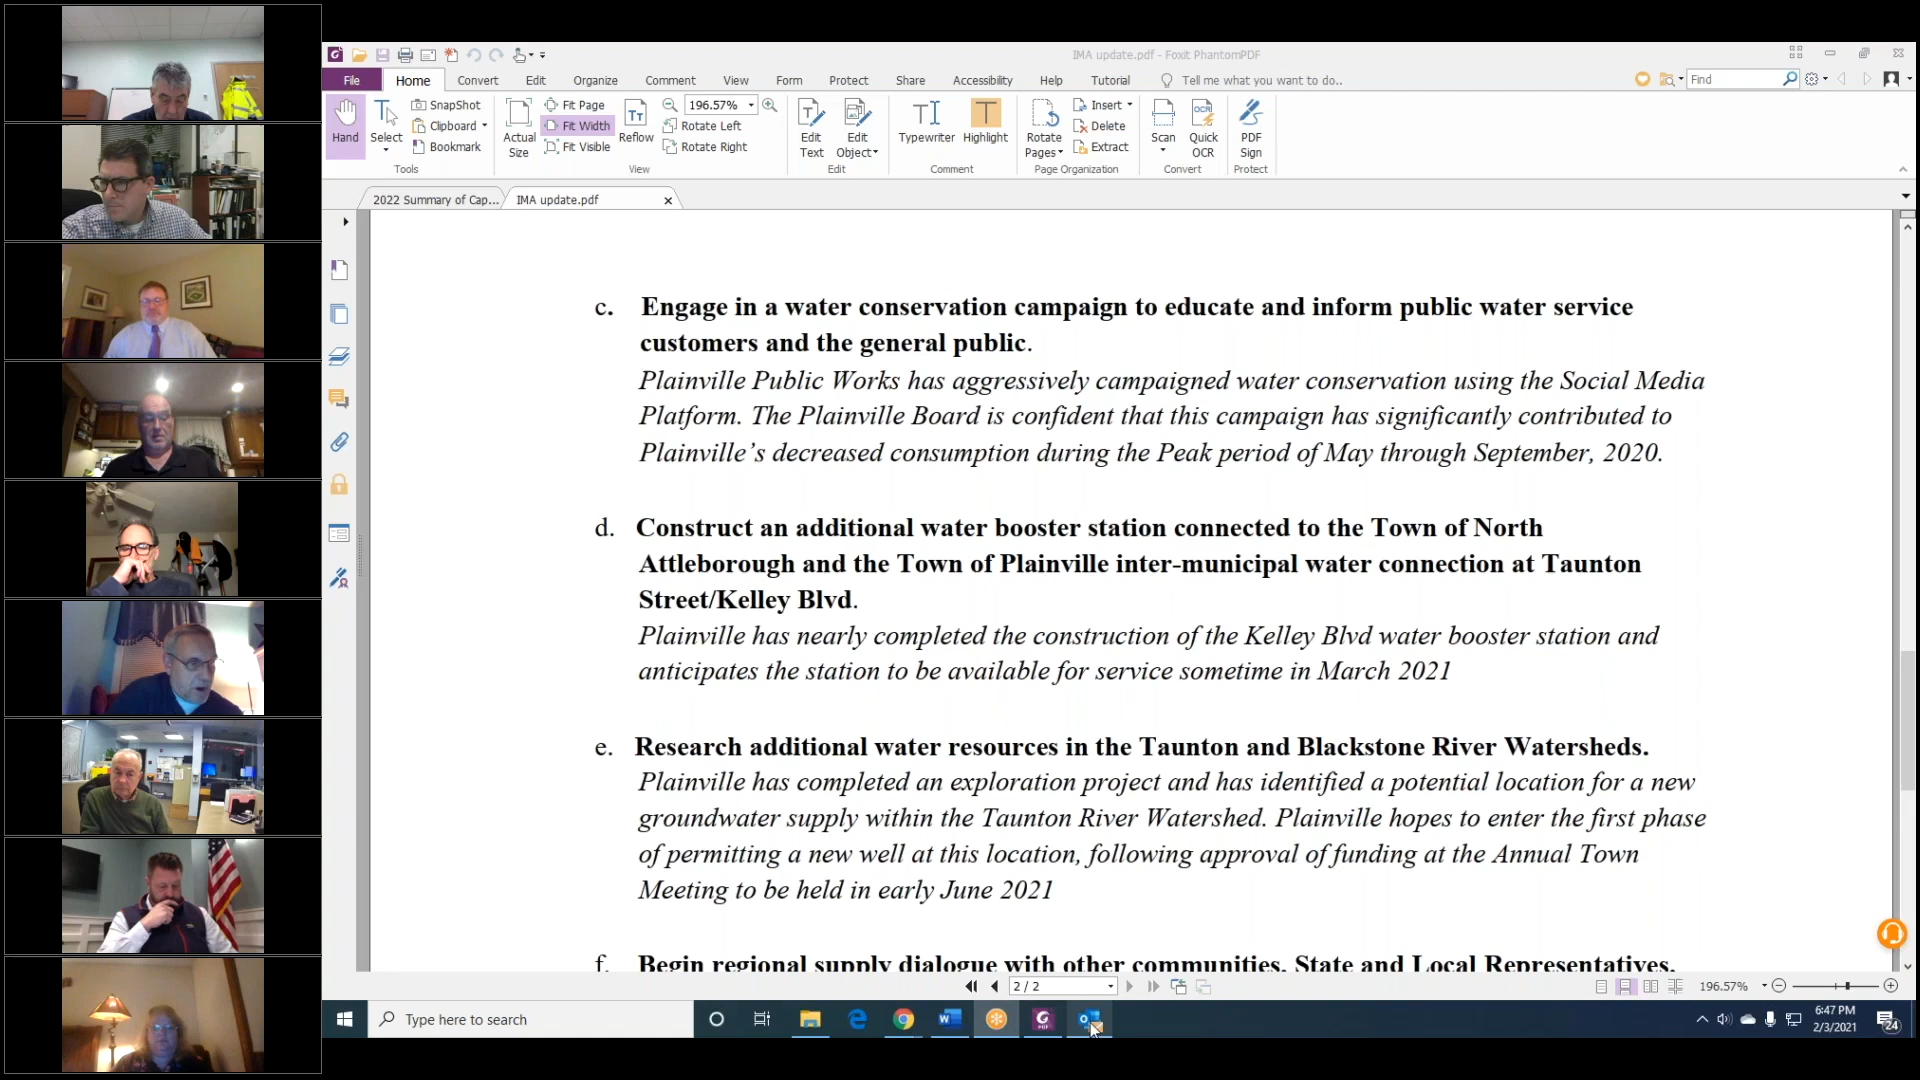 IMA update.pdf - Foxit PhantomPDF
File Home Convert Edit Organize Comment View Form Protect Share Accessibility Help Tutorial Tell me what you want to do.. Find
Hand
Select
SnapShot
Clipboard
Bookmark
Tools
Actual Size
Fit Page
Fit Width
Fit Visible
Reflow
196.57%
Rotate Left
Rotate Right
View
Edit Text
Edit Object
Edit
Typewriter
Highlight
Comment
Rotate Pages
Insert
Delete
Extract
Page Organization
Scan
Quick OCR
Convert
PDF Sign
Protect
2022 Summary of Cap... IMA update.pdf
c. Engage in a water conservation campaign to educate and inform public water service
customers and the general public.
Plainville Public Works has aggressively campaigned water conservation using the Social Media
Platform. The Plainville Board is confident that this campaign has significantly contributed to
Plainville’s decreased consumption during the Peak period of May through September, 2020.
d. Construct an additional water booster station connected to the Town of North
Attleborough and the Town of Plainville inter-municipal water connection at Taunton
Street/Kelley Blvd.
Plainville has nearly completed the construction of the Kelley Blvd water booster station and
anticipates the station to be available for service sometime in March 2021
e. Research additional water resources in the Taunton and Blackstone River Watersheds.
Plainville has completed an exploration project and has identified a potential location for a new
groundwater supply within the Taunton River Watershed. Plainville hopes to enter the first phase
of permitting a new well at this location, following approval of funding at the Annual Town
Meeting to be held in early June 2021
f. Begin regional supply dialogue with other communities, State and Local Representatives,
2 / 2
196.57%
Type here to search
6:47 PM
2/3/2021
24